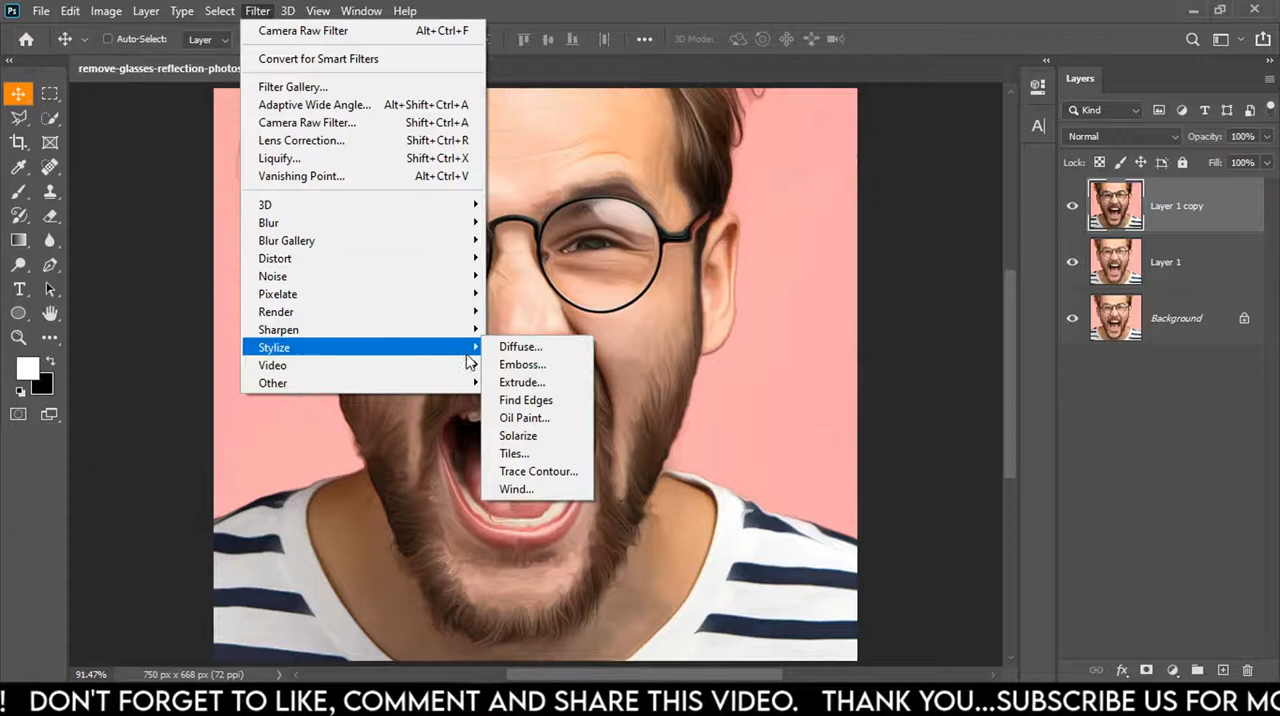 Ps File Edit Image Layer Type Select Filter 3D View Window Help
Auto-Select: Layer 3D Mode:
remove-glasses-reflection-photos
Camera Raw Filter Alt+Ctrl+F
Convert for Smart Filters
Filter Gallery...
Adaptive Wide Angle... Alt+Shift+Ctrl+A
Camera Raw Filter... Shift+Ctrl+A
Lens Correction... Shift+Ctrl+R
Liquify... Shift+Ctrl+X
Vanishing Point... Alt+Ctrl+V
3D
Blur
Blur Gallery
Distort
Noise
Pixelate
Render
Sharpen
Stylize
Video
Other
Diffuse...
Emboss...
Extrude...
Find Edges
Oil Paint...
Solarize
Tiles...
Trace Contour...
Wind...
Layers
Kind
Normal Opacity: 100%
Lock: Fill: 100%
Layer 1 copy
Layer 1
Background
91.47% 750 px x 668 px (72 ppi)
! DON'T FORGET TO LIKE, COMMENT AND SHARE THIS VIDEO. THANK YOU...SUBSCRIBE US FOR MO